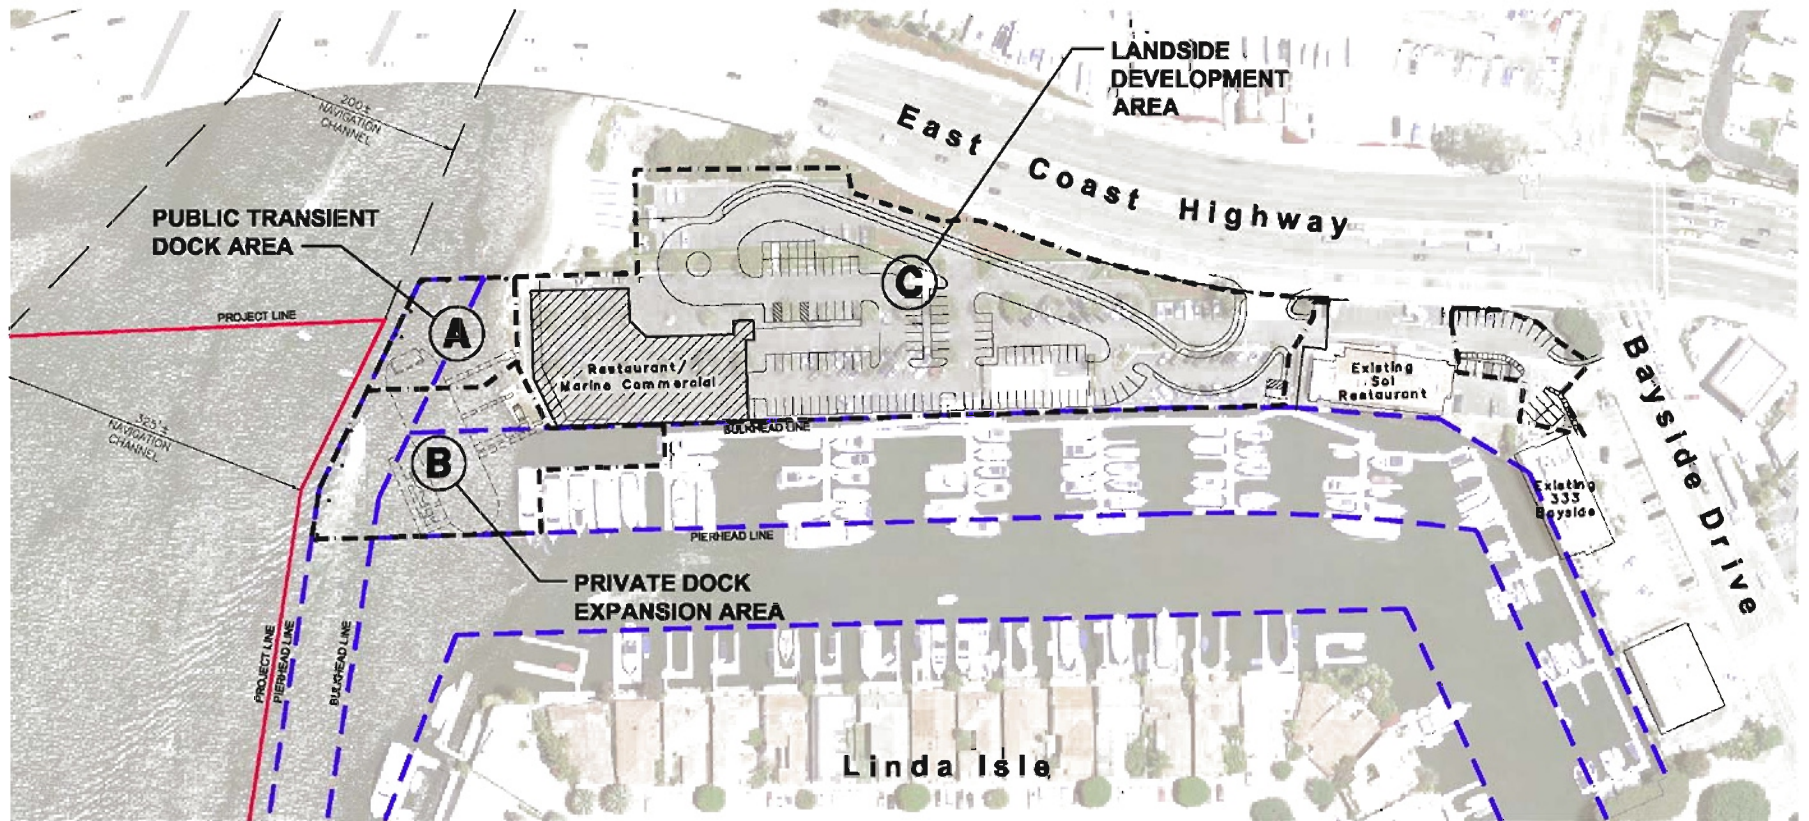 LANDSIDE
DEVELOPMENT
AREA
200'±
NAVIGATION
CHANNEL
East Coast Highway
PUBLIC TRANSIENT
DOCK AREA
C
PROJECT LINE
A
Restaurant/
Marine Commercial
Existing
Sol
Restaurant
Bayside Drive
325'±
NAVIGATION
CHANNEL
BULKHEAD LINE
B
Existing
333
Bayside
PIERHEAD LINE
PRIVATE DOCK
EXPANSION AREA
PROJECT LINE
PIERHEAD LINE
BULKHEAD LINE
Linda Isle